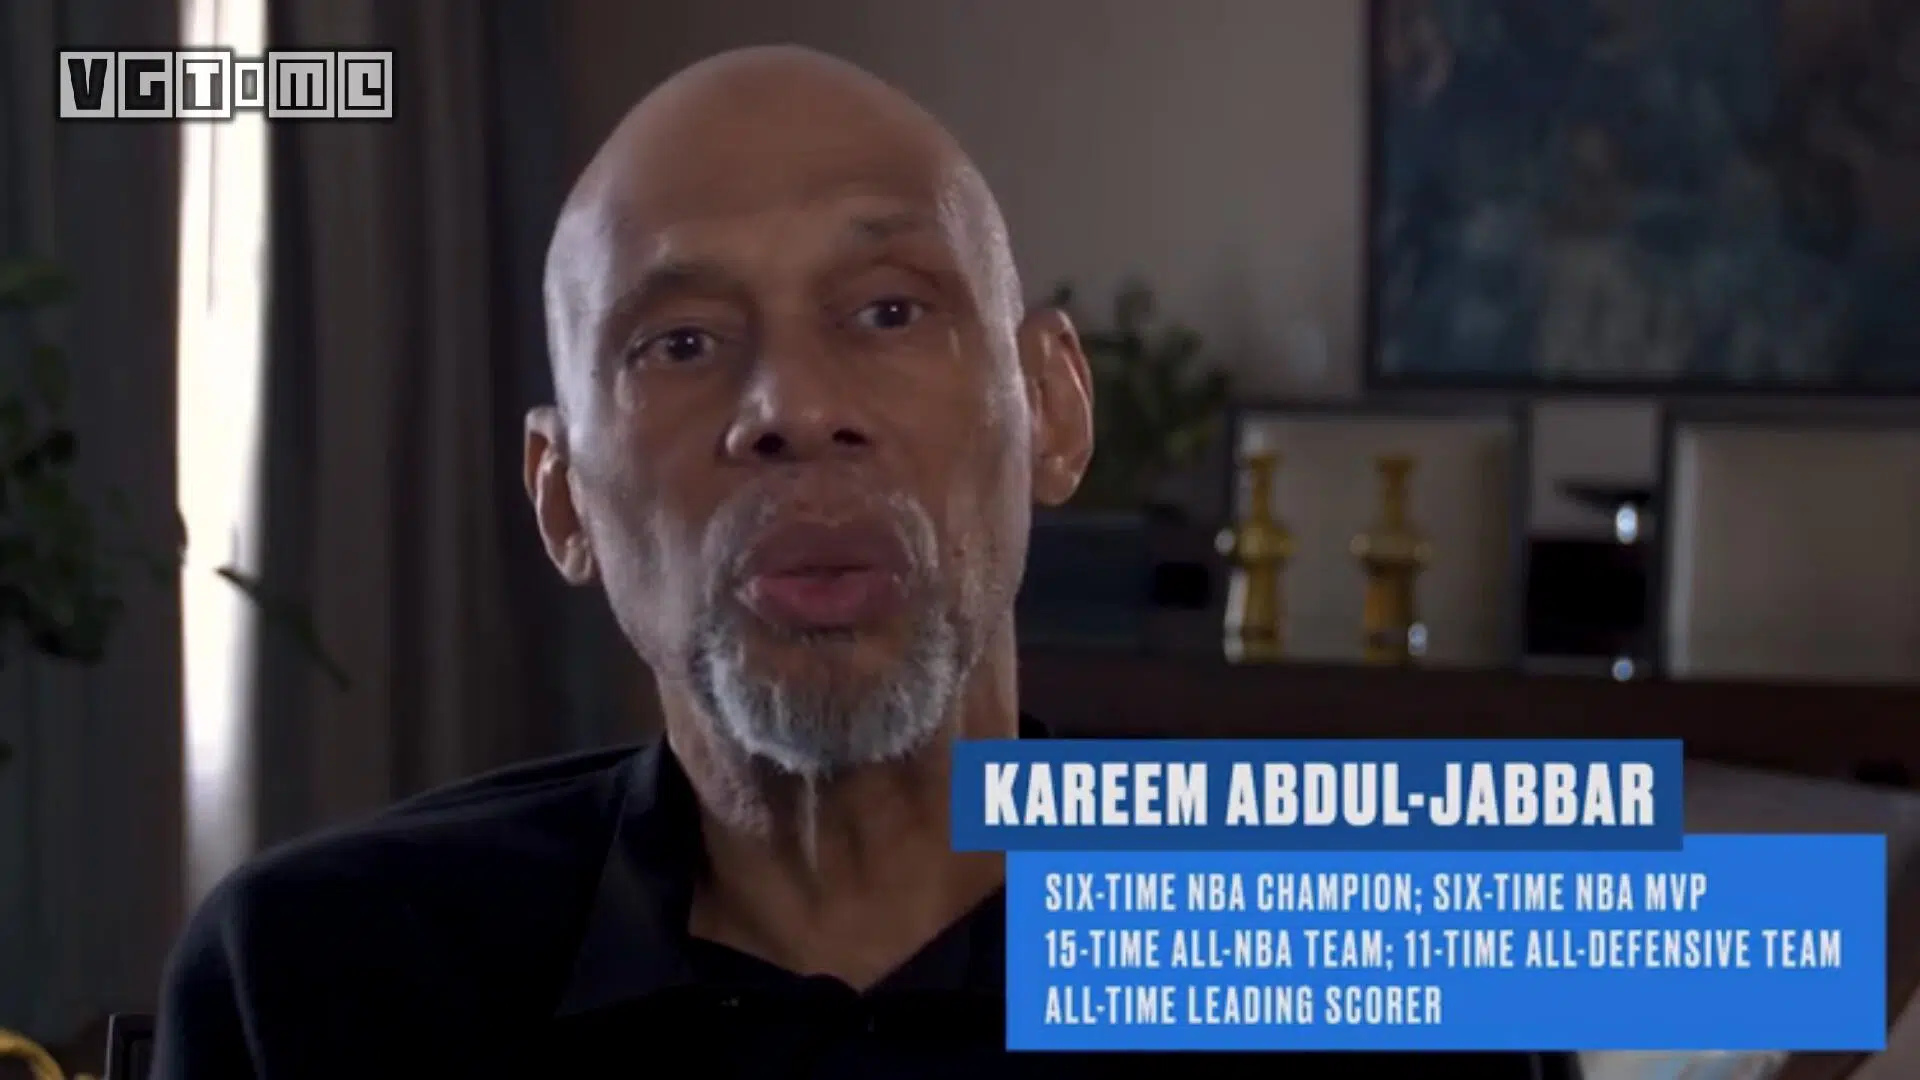 VGTIME
KAREEM ABDUL-JABBAR
SIX-TIME NBA CHAMPION; SIX-TIME NBA MVP
15-TIME ALL-NBA TEAM; 11-TIME ALL-DEFENSIVE TEAM
ALL-TIME LEADING SCORER